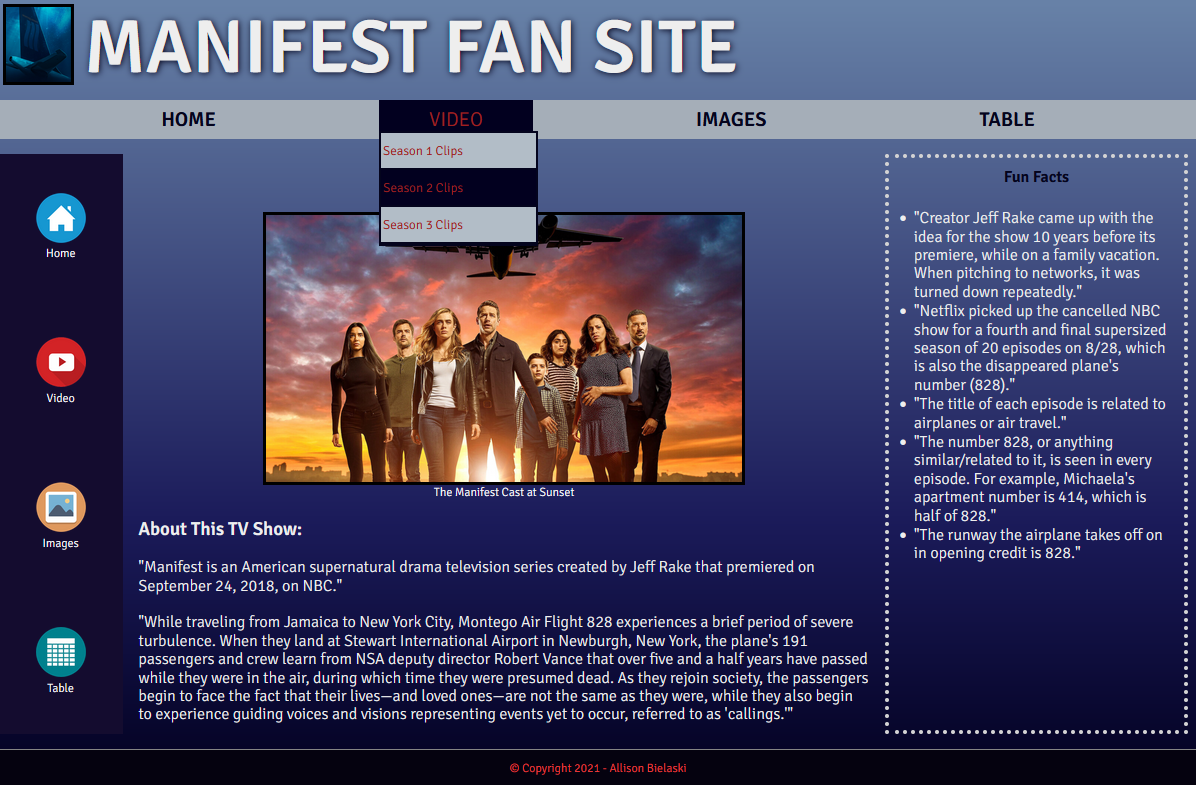 MANIFEST FAN SITE
HOME
VIDEO
IMAGES
TABLE
Season 1 Clips
Season 2 Clips
Season 3 Clips
Home
Video
Images
Table
The Manifest Cast at Sunset
About This TV Show:
"Manifest is an American supernatural drama television series created by Jeff Rake that premiered on
September 24, 2018, on NBC."
"While traveling from Jamaica to New York City, Montego Air Flight 828 experiences a brief period of severe
turbulence. When they land at Stewart International Airport in Newburgh, New York, the plane's 191
passengers and crew learn from NSA deputy director Robert Vance that over five and a half years have passed
while they were in the air, during which time they were presumed dead. As they rejoin society, the passengers
begin to face the fact that their lives—and loved ones—are not the same as they were, while they also begin
to experience guiding voices and visions representing events yet to occur, referred to as 'callings.'"
Fun Facts
• "Creator Jeff Rake came up with the
idea for the show 10 years before its
premiere, while on a family vacation.
When pitching to networks, it was
turned down repeatedly."
• "Netflix picked up the cancelled NBC
show for a fourth and final supersized
season of 20 episodes on 8/28, which
is also the disappeared plane's
number (828)."
• "The title of each episode is related to
airplanes or air travel."
• "The number 828, or anything
similar/related to it, is seen in every
episode. For example, Michaela's
apartment number is 414, which is
half of 828."
• "The runway the airplane takes off on
in opening credit is 828."
© Copyright 2021 - Allison Bielaski